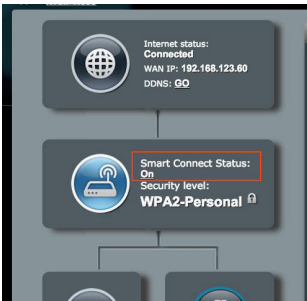 Internet status:
Connected
WAN IP: 192.168.123.60
DDNS: GO
Smart Connect Status:
On
Security level:
WPA2-Personal